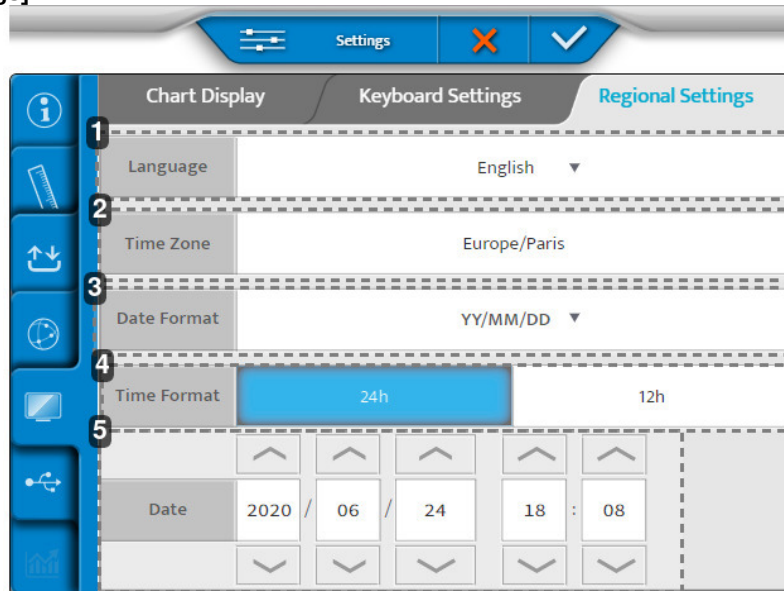 Settings
Chart Display Keyboard Settings Regional Settings
1
Language English
2
Time Zone Europe/Paris
3
Date Format YY/MM/DD
4
Time Format 24h 12h
5
Date 2020 / 06 / 24 18 : 08